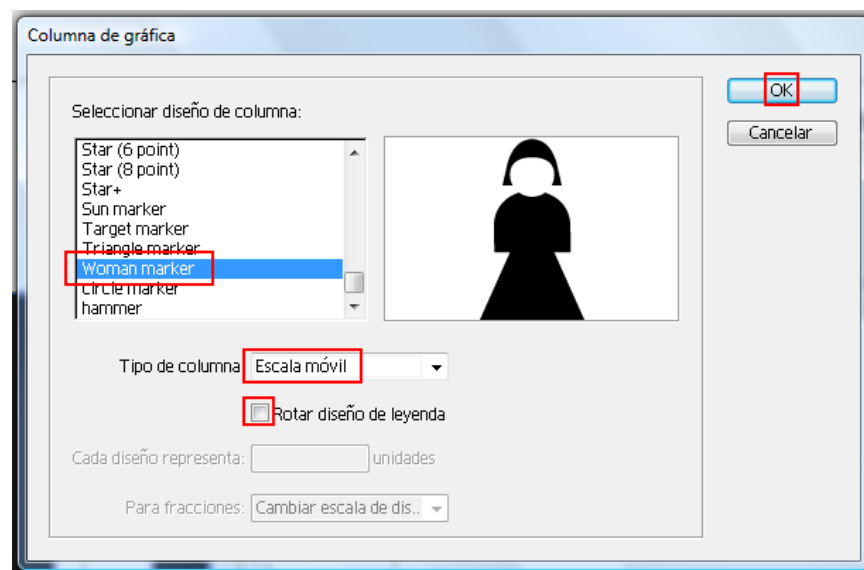 Columna de gráfica
OK
Cancelar
Seleccionar diseño de columna:
Star (6 point)
Star (8 point)
Star+
Sun marker
Target marker
Triangle marker
Woman marker
Circle marker
hammer
Tipo de columna Escala móvil
Rotar diseño de leyenda
Cada diseño representa: unidades
Para fracciones: Cambiar escala de dis..